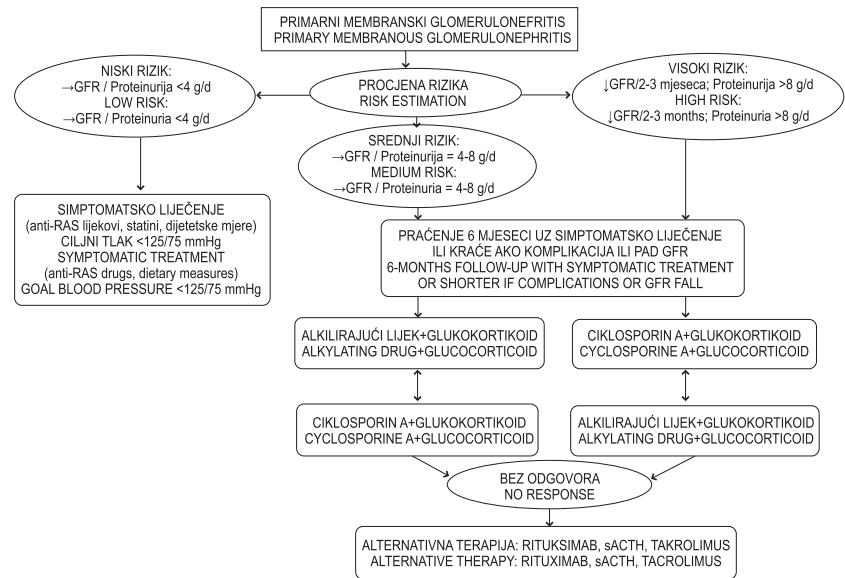 PRIMARNI MEMBRANSKI GLOMERULONEFRITIS
PRIMARY MEMBRANOUS GLOMERULONEPHRITIS
NISKI RIZIK:
→GFR / Proteinurija <4 g/d
LOW RISK:
→GFR / Proteinuria <4 g/d
PROCJENA RIZIKA
RISK ESTIMATION
VISOKI RIZIK:
↓GFR/2-3 mjeseca; Proteinurija >8 g/d
HIGH RISK:
↓GFR/2-3 months; Proteinuria >8 g/d
SREDNJI RIZIK:
→GFR / Proteinurija = 4-8 g/d
MEDIUM RISK:
→GFR / Proteinuria = 4-8 g/d
SIMPTOMATSKO LIJEČENJE
(anti-RAS lijekovi, statini, dijetetske mjere)
CILJNI TLAK <125/75 mmHg
SYMPTOMATIC TREATMENT
(anti-RAS drugs, dietary measures)
GOAL BLOOD PRESSURE <125/75 mmHg
PRAĆENJE 6 MJESECI UZ SIMPTOMATSKO LIJEČENJE
ILI KRAĆE AKO KOMPLIKACIJA ILI PAD GFR
6-MONTHS FOLLOW-UP WITH SYMPTOMATIC TREATMENT
OR SHORTER IF COMPLICATIONS OR GFR FALL
ALKILIRAJUĆI LIJEK+GLUKOKORTIKOID
ALKYLATING DRUG+GLUCOCORTICOID
CIKLOSPORIN A+GLUKOKORTIKOID
CYCLOSPORINE A+GLUCOCORTICOID
CIKLOSPORIN A+GLUKOKORTIKOID
CYCLOSPORINE A+GLUCOCORTICOID
ALKILIRAJUĆI LIJEK+GLUKOKORTIKOID
ALKYLATING DRUG+GLUCOCORTICOID
BEZ ODGOVORA
NO RESPONSE
ALTERNATIVNA TERAPIJA: RITUKSIMAB, sACTH, TAKROLIMUS
ALTERNATIVE THERAPY: RITUXIMAB, sACTH, TACROLIMUS